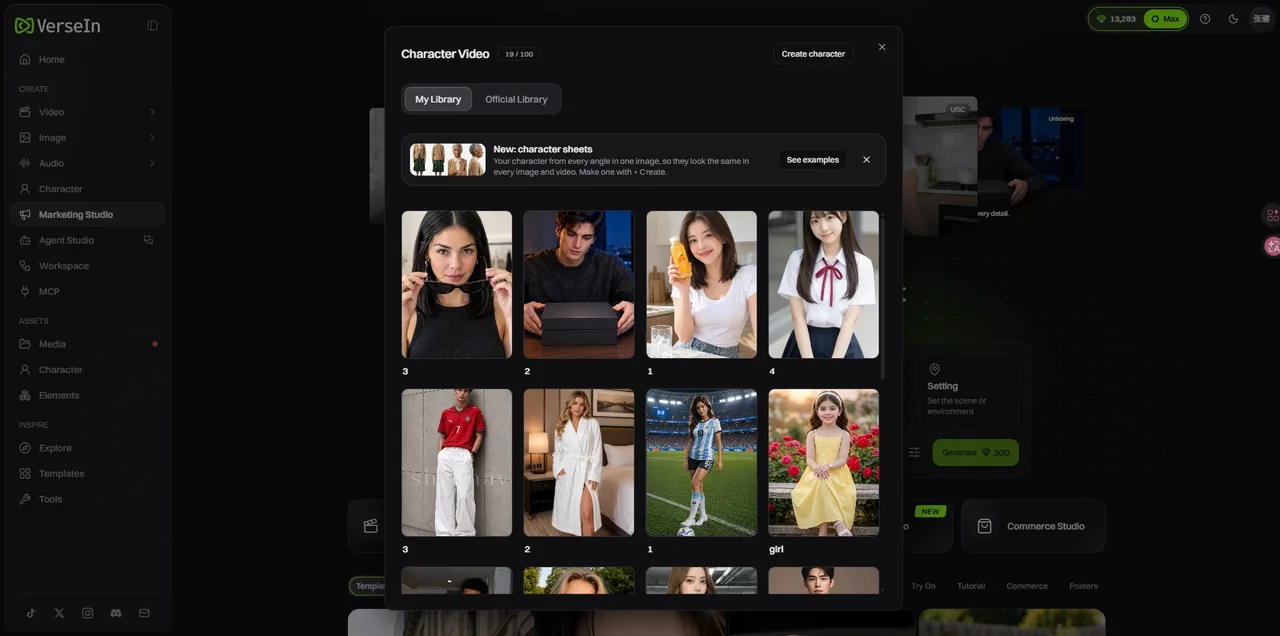 VerseIn
Home
CREATE
Video
Image
Audio
Character
Marketing Studio
Agent Studio
Workspace
MCP
ASSETS
Media
Character
Elements
INSPIRE
Explore
Templates
Tools
13,283
Max
Character Video
19 / 100
Create character
My Library
Official Library
New: character sheets
Your character from every angle in one image, so they look the same in
every image and video. Make one with + Create.
See examples
3
2
1
4
7
3
2
1
girl
UGC
Unboxing
very detail.
Setting
Set the scene or
environment
Generate
300
NEW
Commerce Studio
Try On
Tutorial
Commerce
Posters